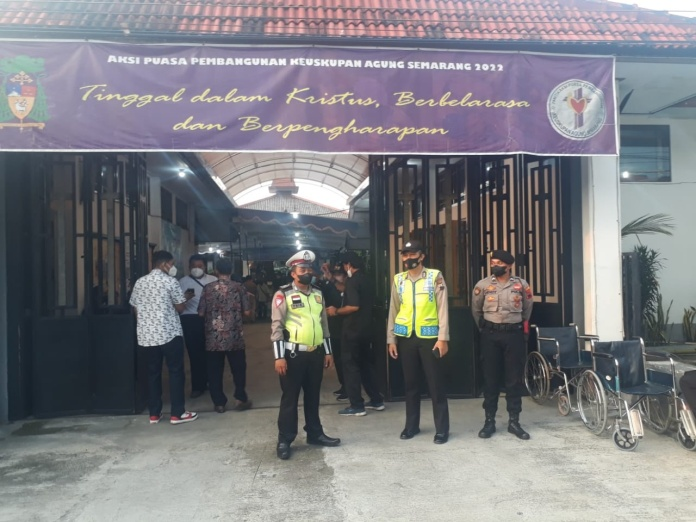 AKSI PUASA PEMBANGUNAN KEUSKUPAN AGUNG SEMARANG 2022
Tinggal dalam Kristus, Berbelarasa
dan Berpengharapan